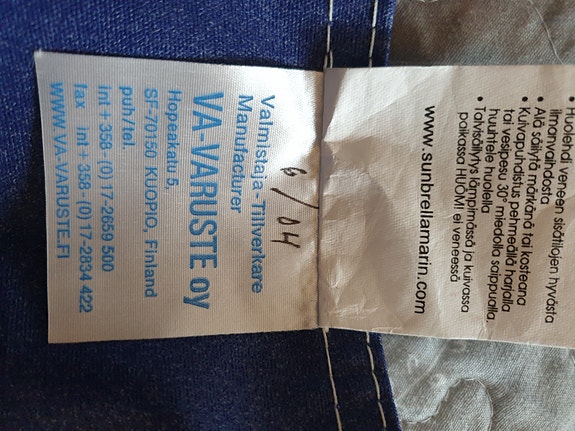 • Huolehdi veneen sisätilojen hyvästä
ilmanvaihdosta
• Älä säilytä märkänä tai kosteana
• Kuivapuhdistus pehmeällä harjalla
tai vesipesu 30° miedolla saippualla
huuhtele huolella
• Talvisäilytys lämpimässä ja kuivassa
paikassa HUOM! ei veneessä
www.sunbrellamarin.com
6/04
Valmistaja - Tillverkare
Manufacturer
VA-VARUSTE oy
Hopeakatu 5,
SF-70150 KUOPIO, Finland
puh/tel.
int + 358-(0)17-2659 500
fax int + 358-(0)17-2834 422
WWW.VA-VARUSTE.FI